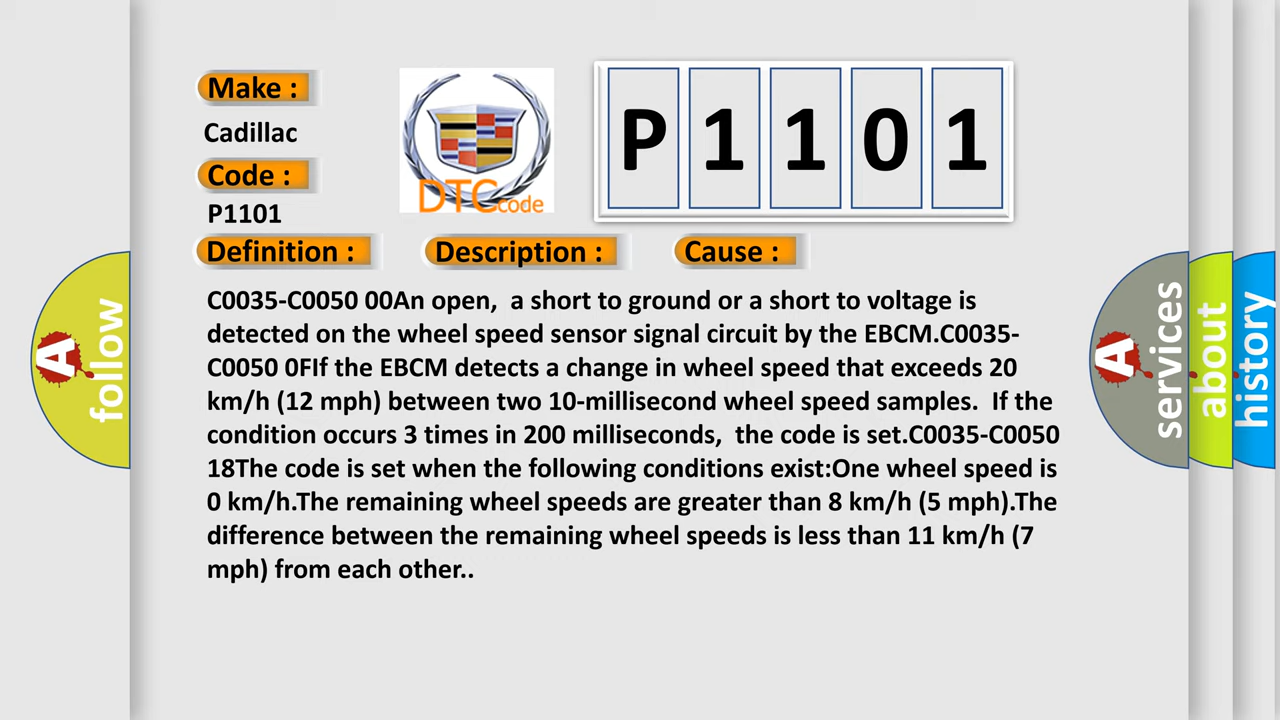 Make :
Cadillac
Code :
P1101
DTC code
P 1 1 0 1
Definition :
Description :
Cause :
C0035-C0050 00An open,  a short to ground or a short to voltage is
detected on the wheel speed sensor signal circuit by the EBCM.C0035-
C0050 0FIf the EBCM detects a change in wheel speed that exceeds 20
km/h (12 mph) between two 10-millisecond wheel speed samples.  If the
condition occurs 3 times in 200 milliseconds,  the code is set.C0035-C0050
18The code is set when the following conditions exist:One wheel speed is
0 km/h.The remaining wheel speeds are greater than 8 km/h (5 mph).The
difference between the remaining wheel speeds is less than 11 km/h (7
mph) from each other..
A
follow
A
services
about
history